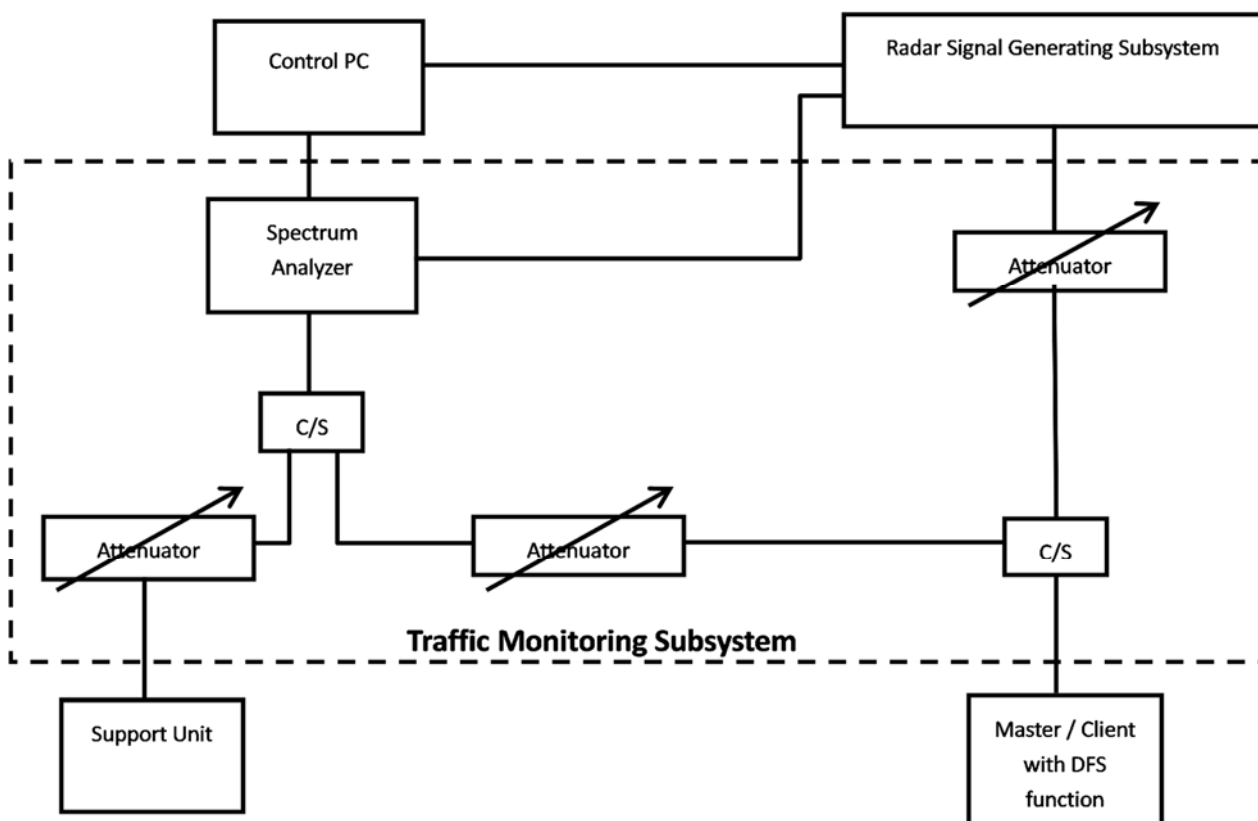 Control PC
Radar Signal Generating Subsystem
Spectrum
Analyzer
Attenuator
C/S
Attenuator
Attenuator
C/S
Traffic Monitoring Subsystem
Support Unit
Master / Client
with DFS
function